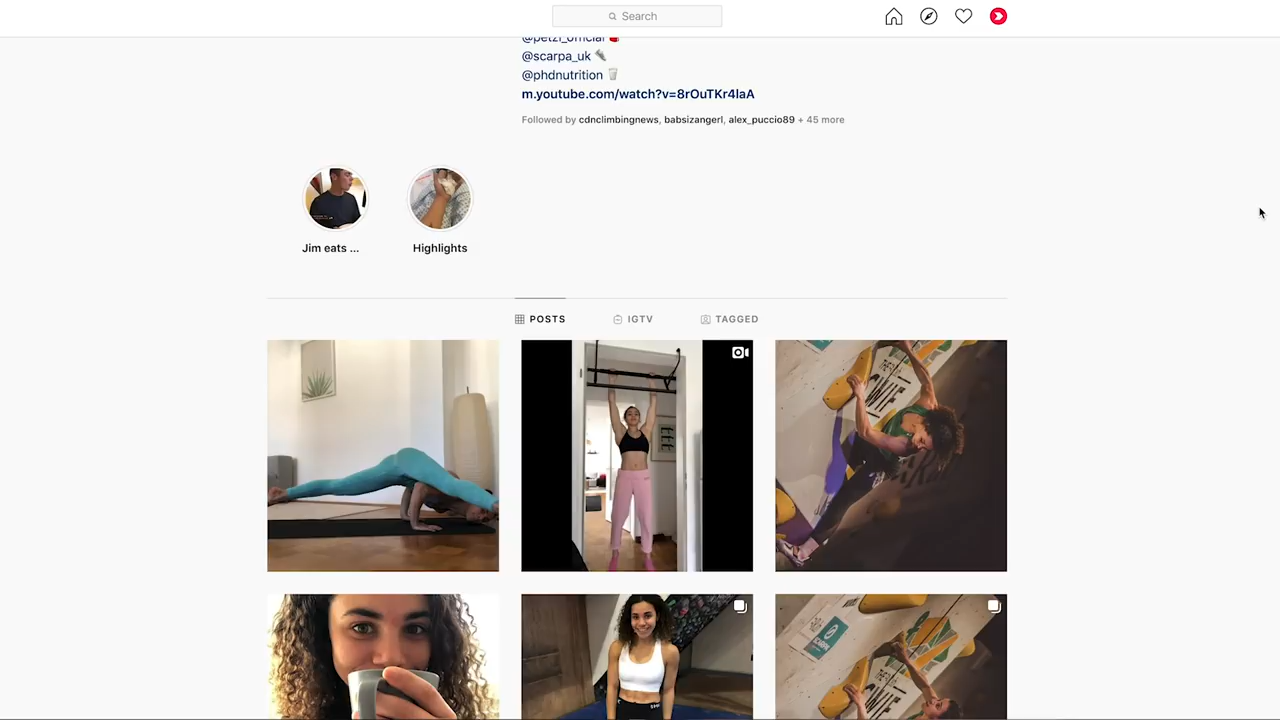 Search
@petzl_official
@scarpa_uk
@phdnutrition
m.youtube.com/watch?v=8rOuTKr4laA
Followed by cdnclimbingnews, babsizangerl, alex_puccio89 + 45 more
Jim eats ...
Highlights
POSTS
IGTV
TAGGED